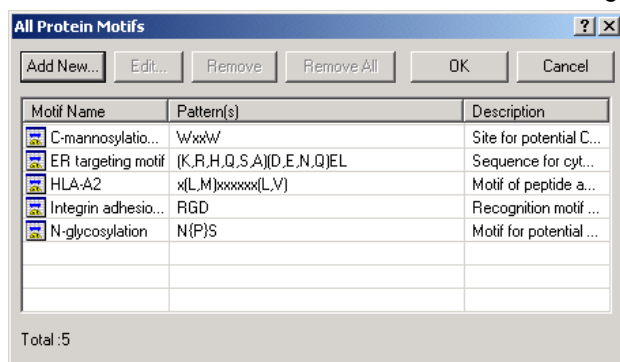 All Protein Motifs
Add New... Edit... Remove Remove All OK Cancel
Motif Name Pattern(s) Description
C-mannosylatio... WxxW Site for potential C...
ER targeting motif (K,R,H,Q,S,A)(D,E,N,Q)EL Sequence for cyt...
HLA-A2 x(L,M)xxxxxx(L,V) Motif of peptide a...
Integrin adhesio... RGD Recognition motif ...
N-glycosylation N{P}S Motif for potential ...
Total :5